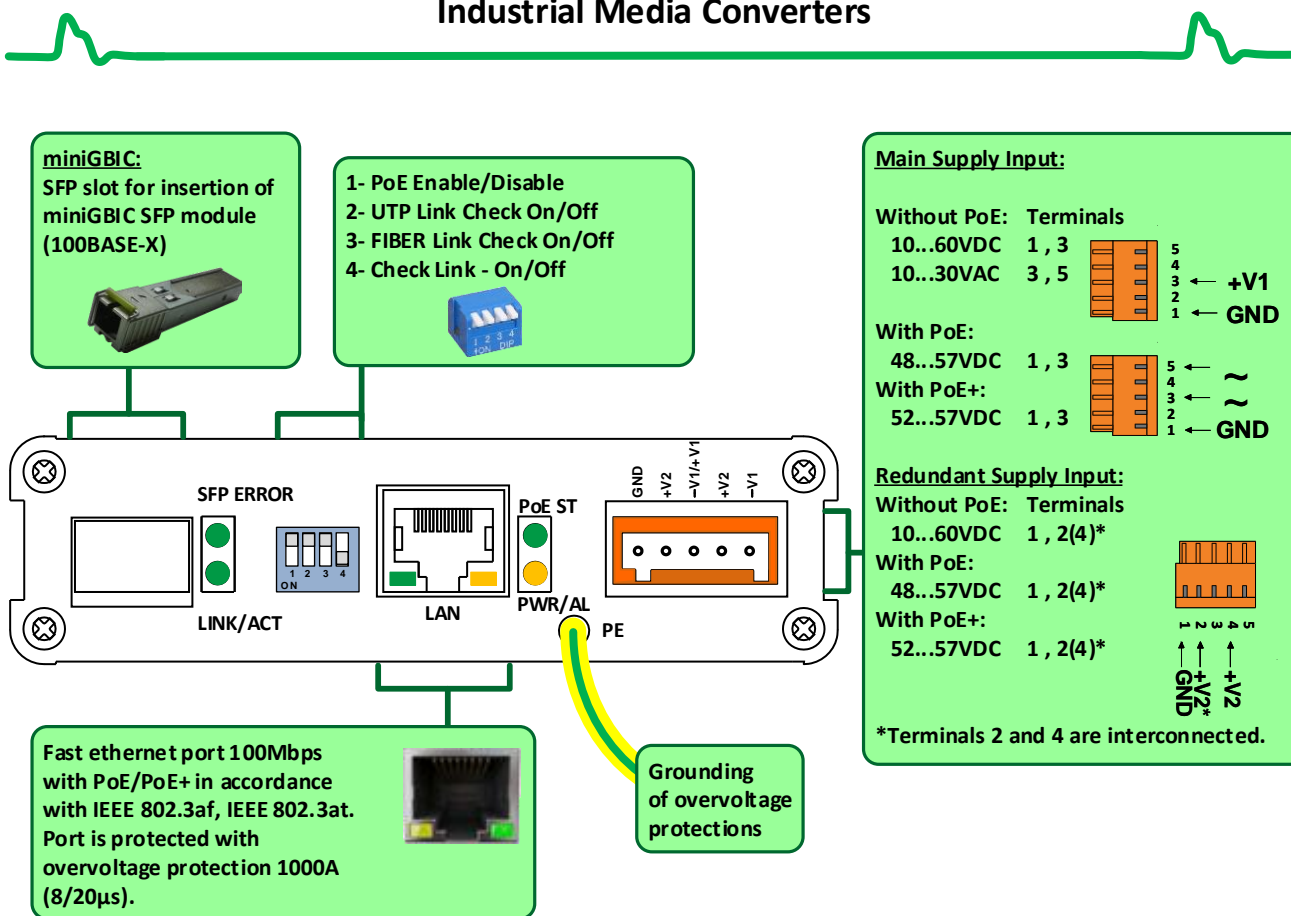 Industrial Media Converters
miniGBIC:
SFP slot for insertion of
miniGBIC SFP module
(100BASE-X)
1- PoE Enable/Disable
2- UTP Link Check On/Off
3- FIBER Link Check On/Off
4- Check Link - On/Off
1 2 3 4
ON DIP
Main Supply Input:
Without PoE: Terminals
10...60VDC 1 , 3
10...30VAC 3 , 5
5
4
3 ← +V1
2
1 ← GND
With PoE:
48...57VDC 1 , 3
With PoE+:
52...57VDC 1 , 3
5 ← ~
4
3 ← ~
2
1 ← GND
Redundant Supply Input:
Without PoE: Terminals
10...60VDC 1 , 2(4)*
With PoE:
48...57VDC 1 , 2(4)*
With PoE+:
52...57VDC 1 , 2(4)*
1 2 3 4 5
GND
+V2*
+V2
*Terminals 2 and 4 are interconnected.
SFP ERROR
LINK/ACT
1 2 3 4
ON
LAN
PoE ST
PWR/AL
PE
GND
+V2
–V1/+V1
+V2
–V1
Fast ethernet port 100Mbps
with PoE/PoE+ in accordance
with IEEE 802.3af, IEEE 802.3at.
Port is protected with
overvoltage protection 1000A
(8/20μs).
Grounding
of overvoltage
protections